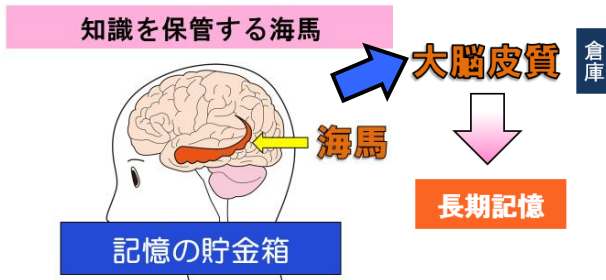 知識を保管する海馬
大脳皮質
倉庫
海馬
長期記憶
記憶の貯金箱